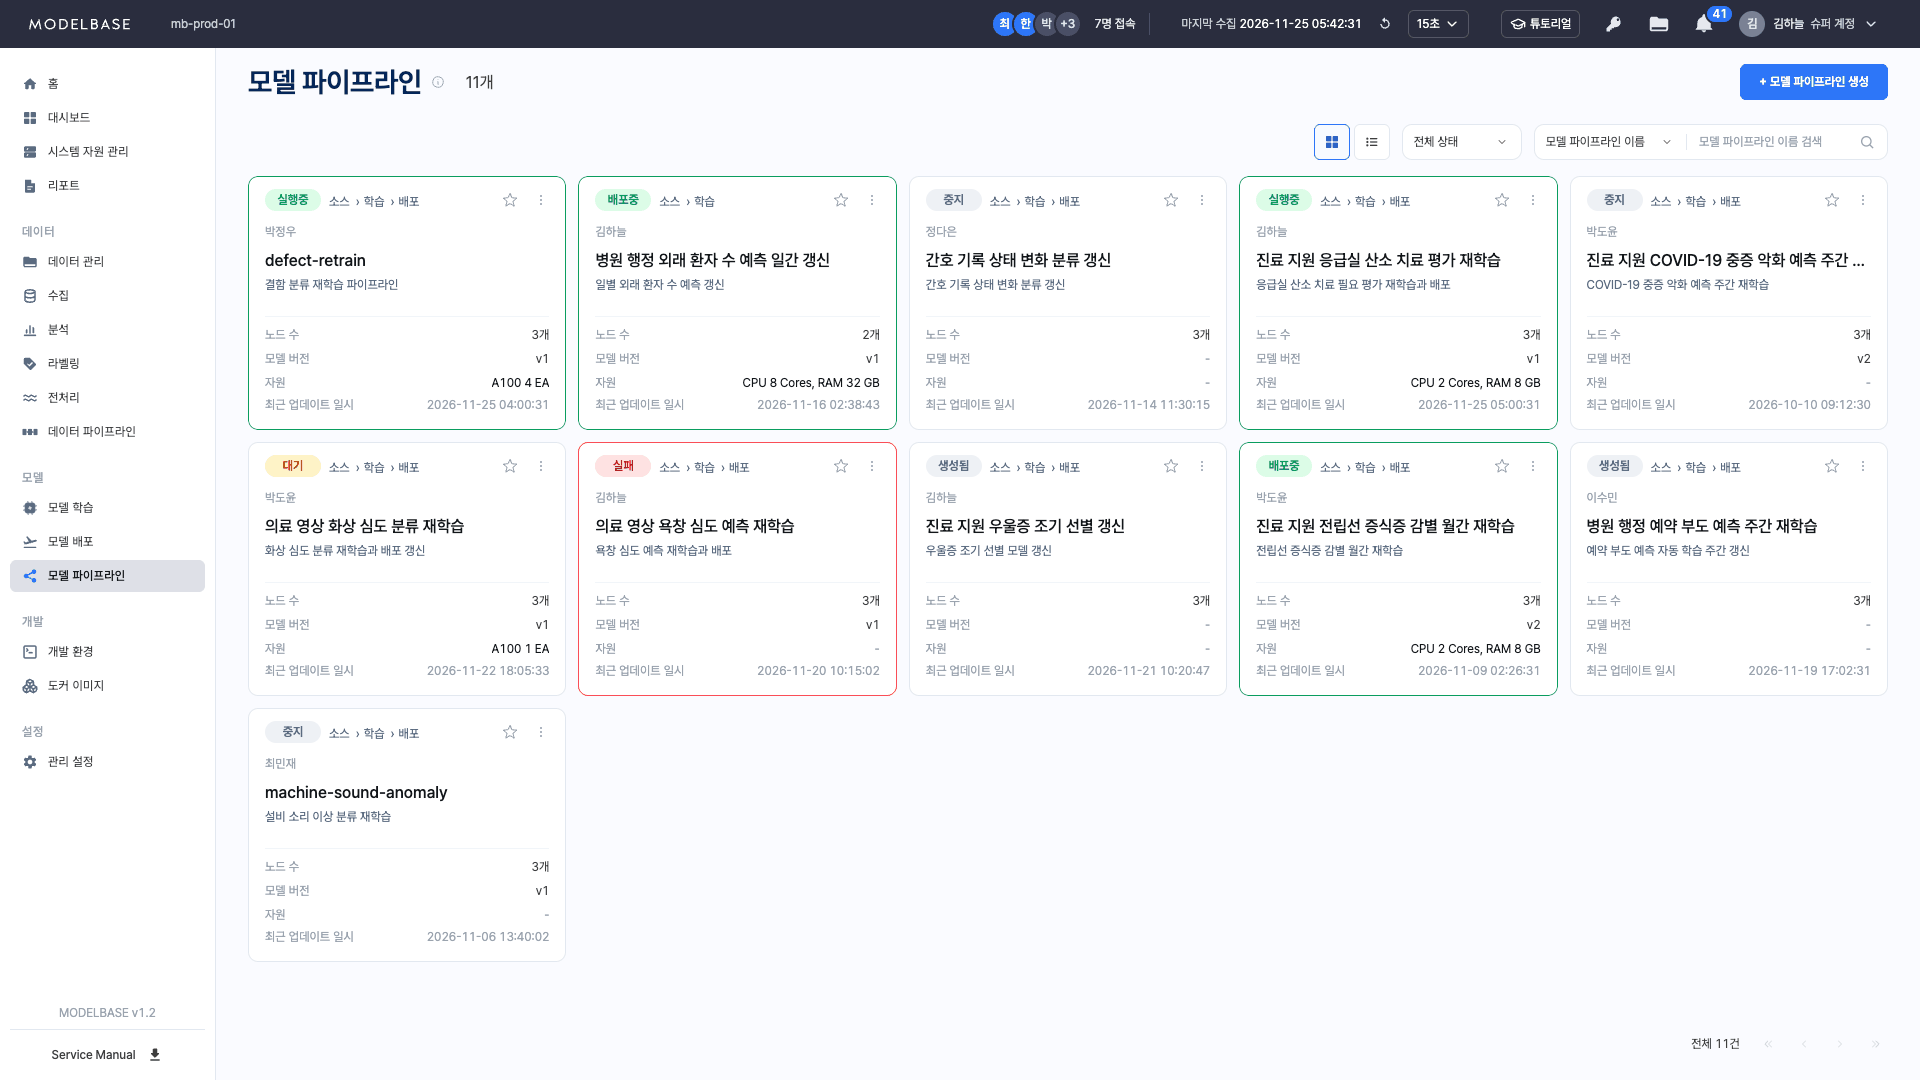 MODELBASE
mb-prod-01
최 한 박 +3 7명 접속
마지막 수집 2026-11-25 05:42:31
15초
튜토리얼
41
김 김하늘 슈퍼 계정
홈
대시보드
시스템 자원 관리
리포트
데이터
데이터 관리
수집
분석
라벨링
전처리
데이터 파이프라인
모델
모델 학습
모델 배포
모델 파이프라인
개발
개발 환경
도커 이미지
설정
관리 설정
MODELBASE v1.2
Service Manual
모델 파이프라인 11개
+ 모델 파이프라인 생성
전체 상태
모델 파이프라인 이름
모델 파이프라인 이름 검색
실행중 소스 › 학습 › 배포
박정우
defect-retrain
결함 분류 재학습 파이프라인
노드 수 3개
모델 버전 v1
자원 A100 4 EA
최근 업데이트 일시 2026-11-25 04:00:31
배포중 소스 › 학습
김하늘
병원 행정 외래 환자 수 예측 일간 갱신
일별 외래 환자 수 예측 갱신
노드 수 2개
모델 버전 v1
자원 CPU 8 Cores, RAM 32 GB
최근 업데이트 일시 2026-11-16 02:38:43
중지 소스 › 학습 › 배포
정다은
간호 기록 상태 변화 분류 갱신
간호 기록 상태 변화 분류 갱신
노드 수 3개
모델 버전 -
자원 -
최근 업데이트 일시 2026-11-14 11:30:15
실행중 소스 › 학습 › 배포
김하늘
진료 지원 응급실 산소 치료 평가 재학습
응급실 산소 치료 필요 평가 재학습과 배포
노드 수 3개
모델 버전 v1
자원 CPU 2 Cores, RAM 8 GB
최근 업데이트 일시 2026-11-25 05:00:31
중지 소스 › 학습 › 배포
박도윤
진료 지원 COVID-19 중증 악화 예측 주간 ...
COVID-19 중증 악화 예측 주간 재학습
노드 수 3개
모델 버전 v2
자원 -
최근 업데이트 일시 2026-10-10 09:12:30
대기 소스 › 학습 › 배포
박도윤
의료 영상 화상 심도 분류 재학습
화상 심도 분류 재학습과 배포 갱신
노드 수 3개
모델 버전 v1
자원 A100 1 EA
최근 업데이트 일시 2026-11-22 18:05:33
실패 소스 › 학습 › 배포
김하늘
의료 영상 욕창 심도 예측 재학습
욕창 심도 예측 재학습과 배포
노드 수 3개
모델 버전 v1
자원 -
최근 업데이트 일시 2026-11-20 10:15:02
생성됨 소스 › 학습 › 배포
김하늘
진료 지원 우울증 조기 선별 갱신
우울증 조기 선별 모델 갱신
노드 수 3개
모델 버전 -
자원 -
최근 업데이트 일시 2026-11-21 10:20:47
배포중 소스 › 학습 › 배포
박도윤
진료 지원 전립선 증식증 감별 월간 재학습
전립선 증식증 감별 월간 재학습
노드 수 3개
모델 버전 v2
자원 CPU 2 Cores, RAM 8 GB
최근 업데이트 일시 2026-11-09 02:26:31
생성됨 소스 › 학습 › 배포
이수민
병원 행정 예약 부도 예측 주간 재학습
예약 부도 예측 자동 학습 주간 갱신
노드 수 3개
모델 버전 -
자원 -
최근 업데이트 일시 2026-11-19 17:02:31
중지 소스 › 학습 › 배포
최민재
machine-sound-anomaly
설비 소리 이상 분류 재학습
노드 수 3개
모델 버전 v1
자원 -
최근 업데이트 일시 2026-11-06 13:40:02
전체 11건 « ‹ › »